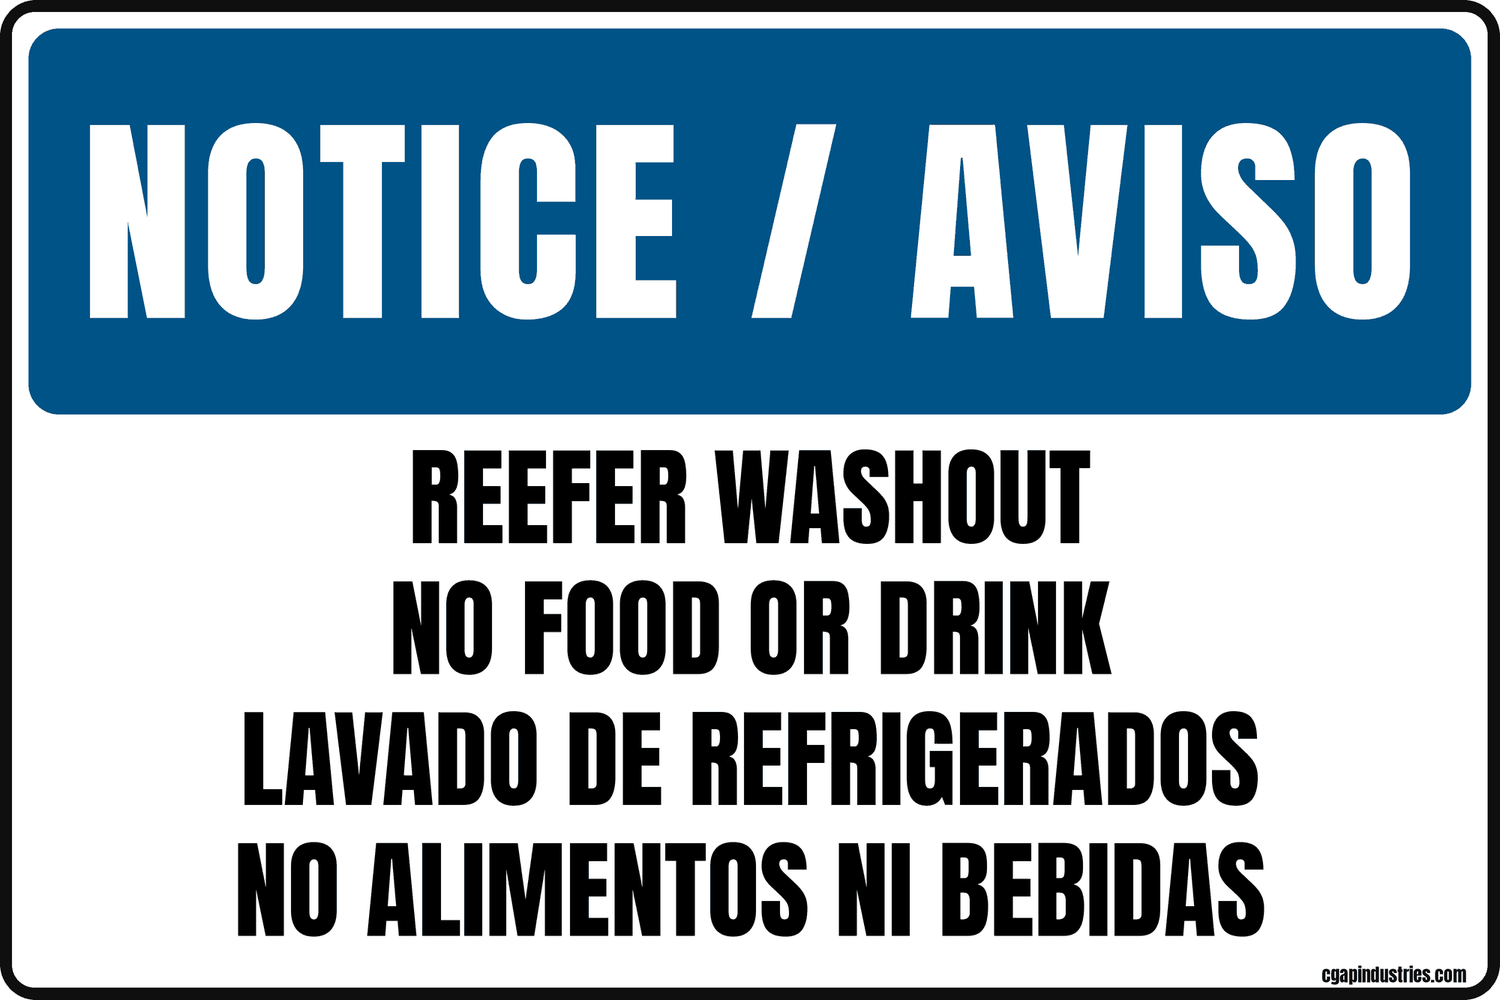 NOTICE / AVISO
REEFER WASHOUT
NO FOOD OR DRINK
LAVADO DE REFRIGERADOS
NO ALIMENTOS NI BEBIDAS
cgapindustries.com